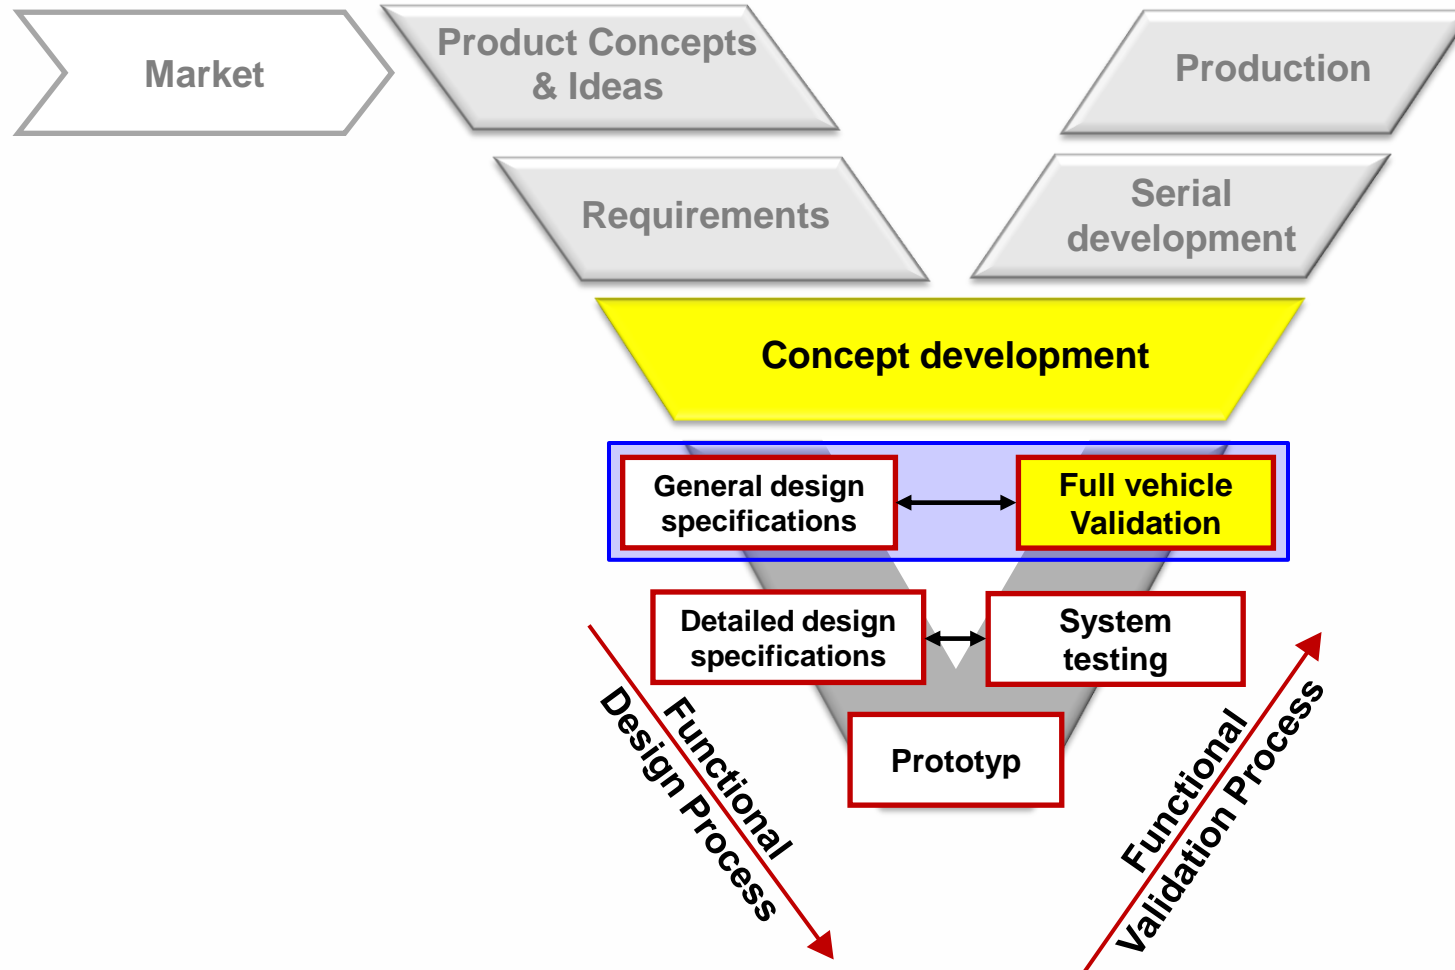 Market
Product Concepts
& Ideas
Production
Requirements
Serial
development
Concept development
General design
specifications
Full vehicle
Validation
Detailed design
specifications
System
testing
Prototyp
Functional
Design Process
Functional
Validation Process